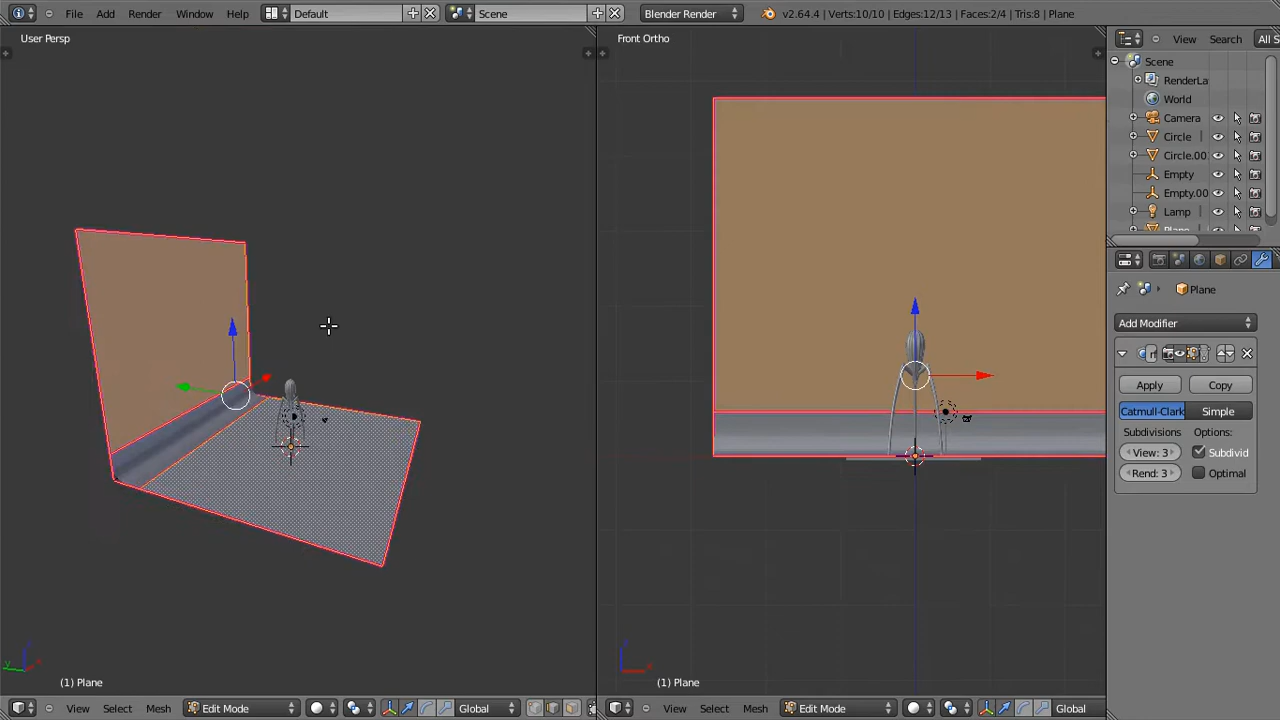 File Add Render Window Help Default Scene Blender Render v2.64.4 | Verts:10/10 | Edges:12/13 | Faces:2/4 | Tris:8 | Plane
User Persp
Front Ortho
View Search All S
Scene
RenderLa
World
Camera
Circle
Circle.00
Empty
Empty.00
Lamp
Plane
Plane
Add Modifier
Apply Copy
Catmull-Clark Simple
Subdivisions Options:
View: 3 Subdivid
Rend: 3 Optimal
(1) Plane
(1) Plane
View Select Mesh Edit Mode Global
View Select Mesh Edit Mode Global